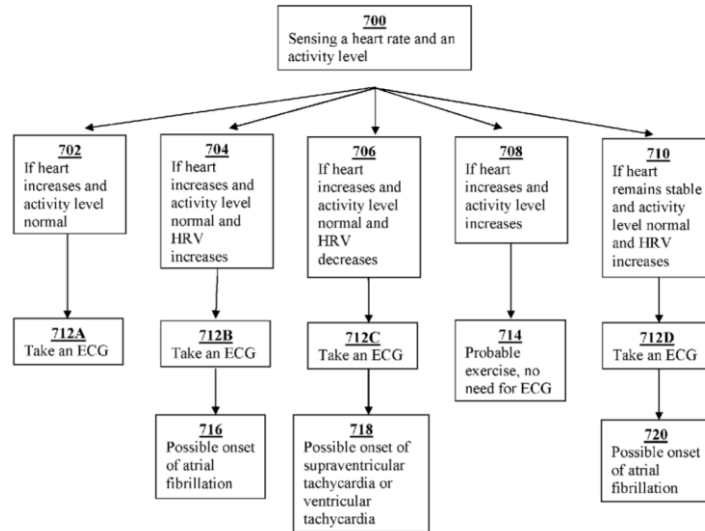 700
Sensing a heart rate and an
activity level
702
If heart
increases and
activity level
normal
704
If heart
increases and
activity level
normal and
HRV
increases
706
If heart
increases and
activity level
normal and
HRV
decreases
708
If heart
increases and
activity level
increases
710
If heart
remains stable
and activity
level normal
and HRV
increases
712A
Take an ECG
712B
Take an ECG
712C
Take an ECG
714
Probable
exercise, no
need for ECG
712D
Take an ECG
716
Possible onset
of atrial
fibrillation
718
Possible onset of
supraventricular
tachycardia or
ventricular
tachycardia
720
Possible onset
of atrial
fibrillation